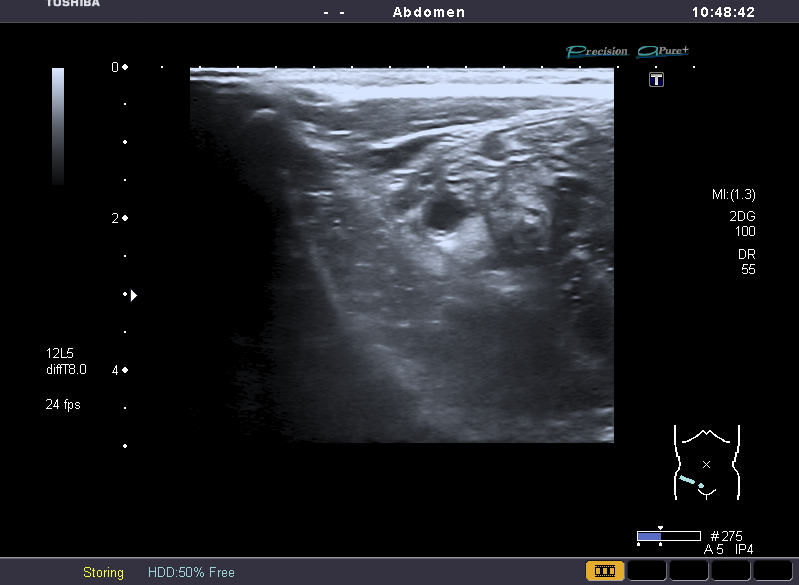 TOSHIBA
- - Abdomen 10:48:42
Precision APure+
0
T
MI:(1.3)
2DG
100
DR
55
2
12L5
diffT8.0
24 fps
4
#275
A 5 IP4
Storing HDD:50% Free